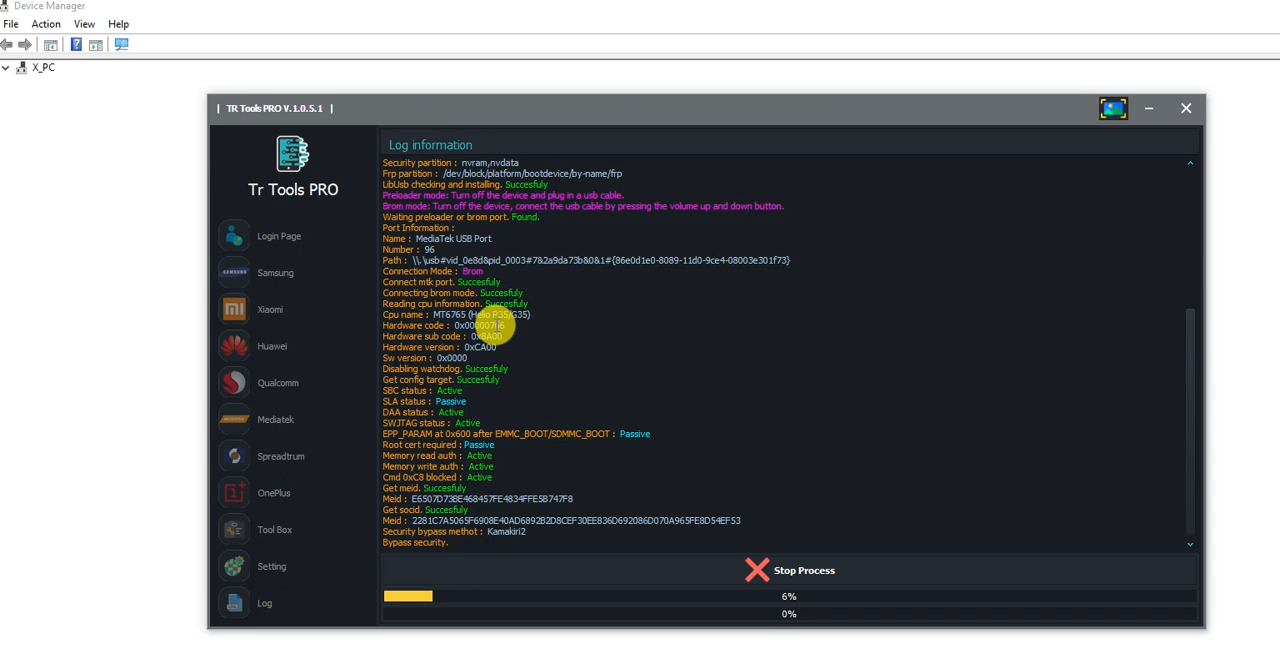 Device Manager
File Action View Help
X_PC
| TR Tools PRO V.1.0.5.1 |
Tr Tools PRO
Login Page
SAMSUNG Samsung
Xiaomi
Huawei
Qualcomm
Mediatek
Spreadtrum
OnePlus
Tool Box
Setting
Log
Log information
Security partition : nvram,nvdata
Frp partition : /dev/block/platform/bootdevice/by-name/frp
LibUsb checking and installing. Succesfuly
Preloader mode: Turn off the device and plug in a usb cable.
Brom mode: Turn off the device, connect the usb cable by pressing the volume up and down button.
Waiting preloader or brom port. Found.
Port Information :
Name : MediaTek USB Port
Number : 96
Path : \\.\usb#vid_0e8d&pid_0003#7&2a9da73b&0&1#{86e0d1e0-8089-11d0-9ce4-08003e301f73}
Connection Mode : Brom
Connect mtk port. Succesfuly
Connecting brom mode. Succesfuly
Reading cpu information. Succesfuly
Cpu name : MT6765 (Helio P35/G35)
Hardware code : 0x00000766
Hardware sub code : 0x8A00
Hardware version : 0xCA00
Sw version : 0x0000
Disabling watchdog. Succesfuly
Get config target. Succesfuly
SBC status : Active
SLA status : Passive
DAA status : Active
SWJTAG status : Active
EPP_PARAM at 0x600 after EMMC_BOOT/SDMMC_BOOT : Passive
Root cert required : Passive
Memory read auth : Active
Memory write auth : Active
Cmd 0xC8 blocked : Active
Get meid. Succesfuly
Meid : E6507D73BE468457FE4834FFE5B747F8
Get socid. Succesfuly
Meid : 2281C7A5065F6908E40AD6892B2D8CEF30EE836D692086D070A965FE8D54EF53
Security bypass methot : Kamakiri2
Bypass security.
Stop Process
6%
0%